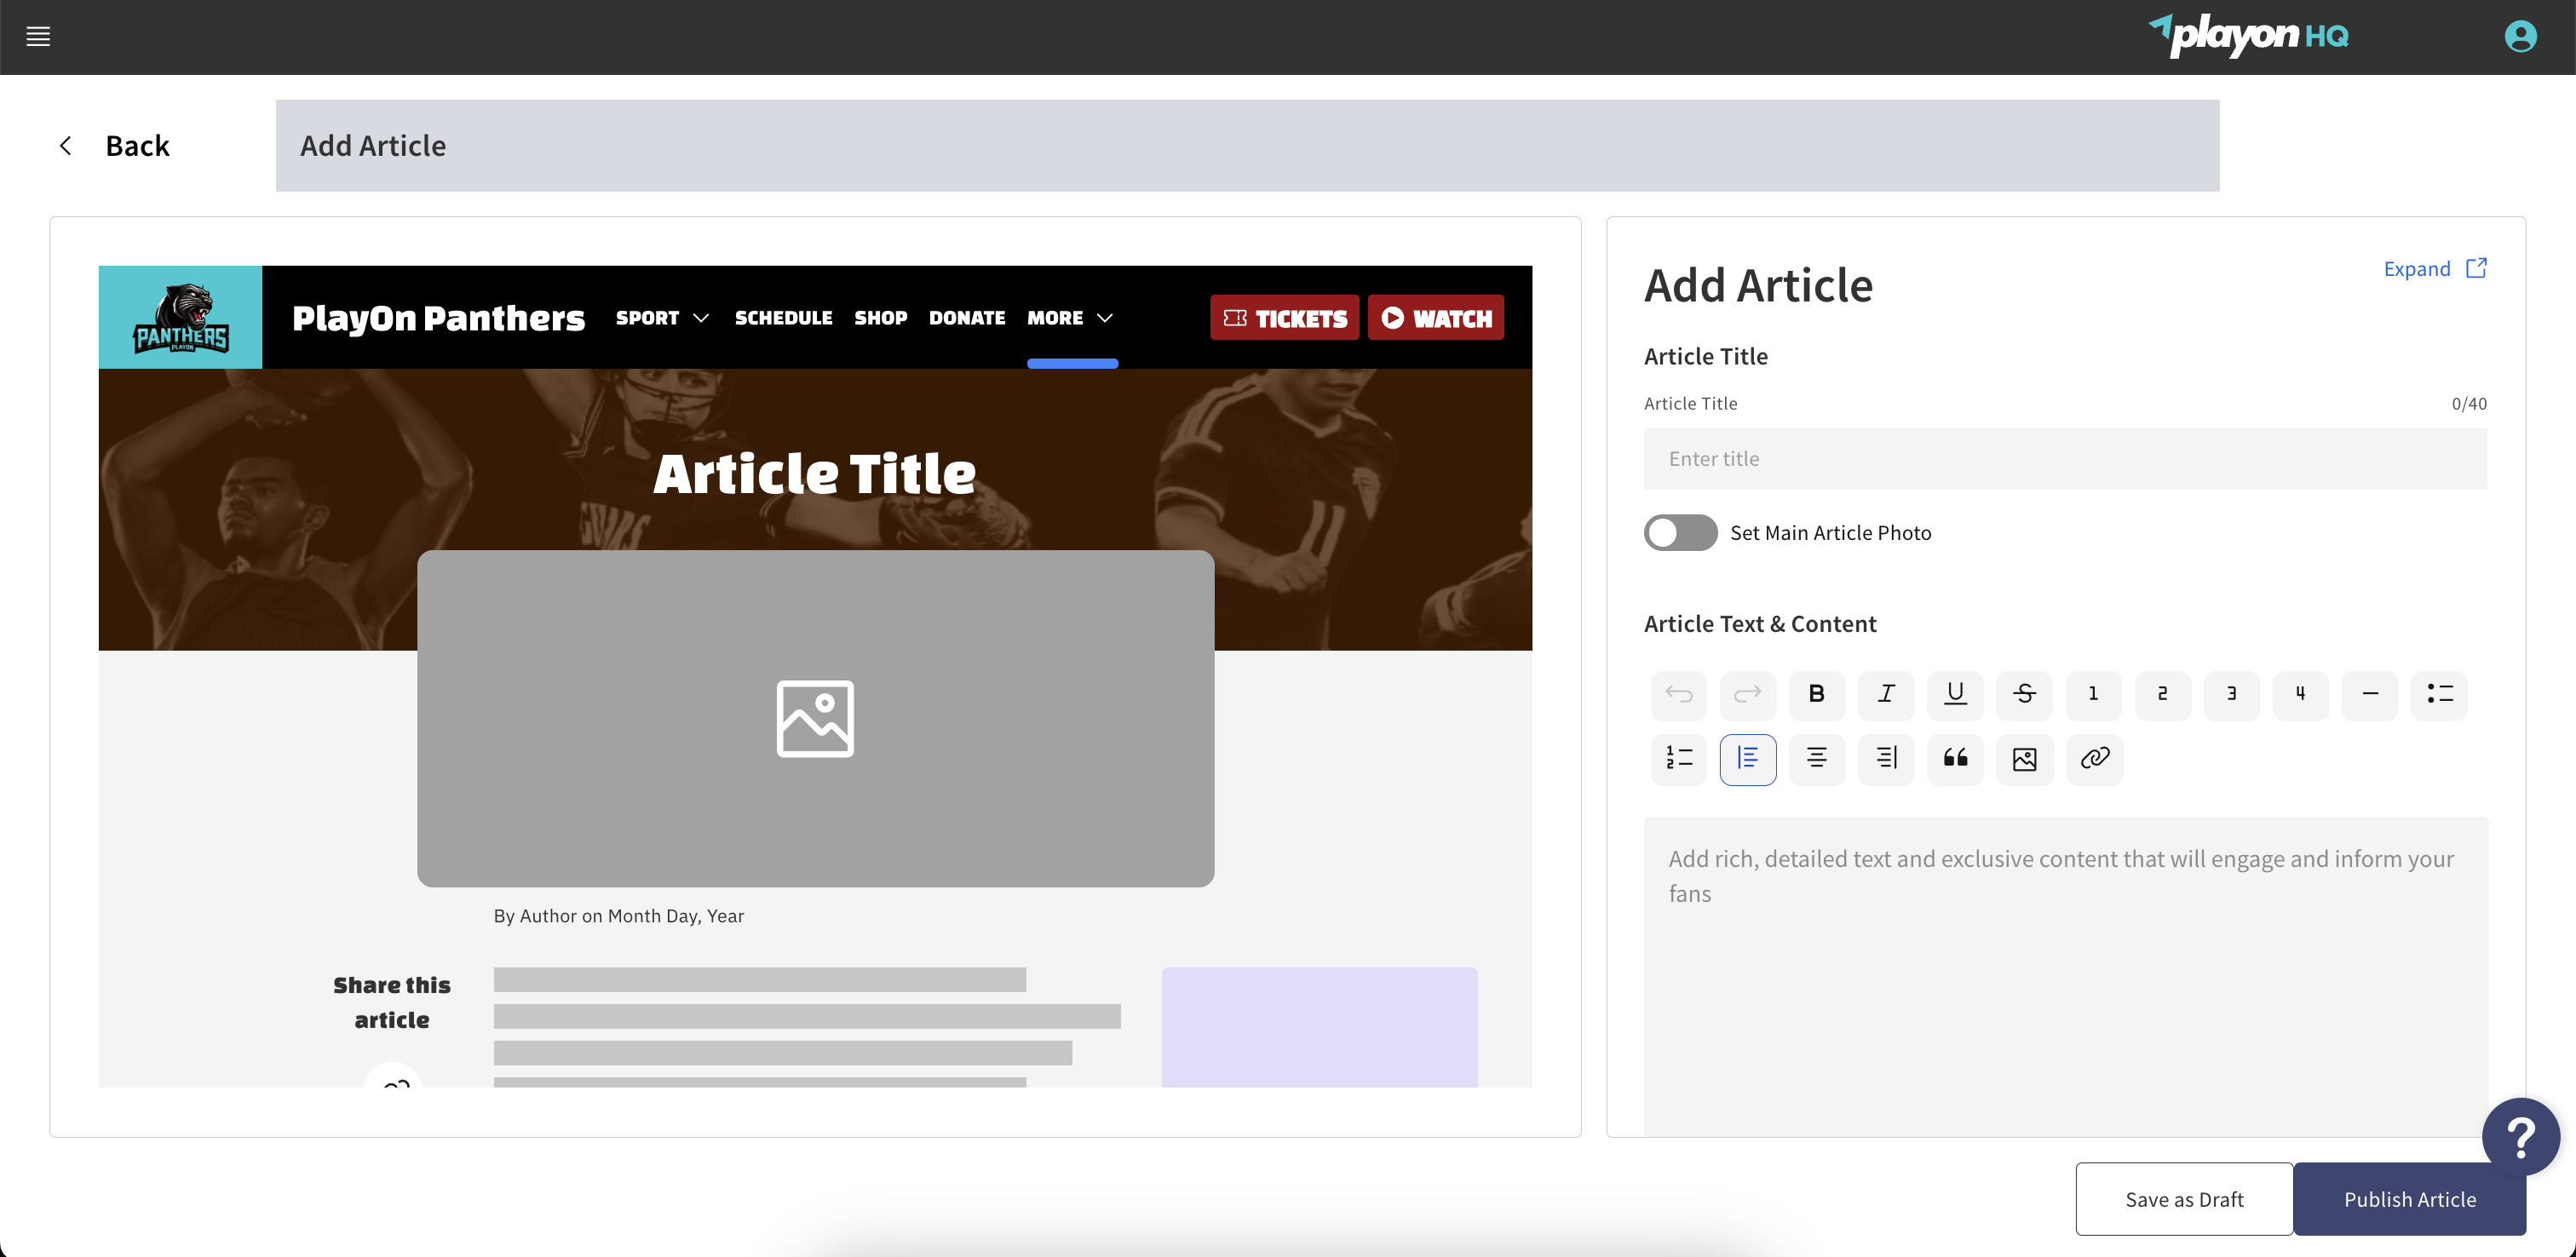 playon HQ
Back
Add Article
PANTHERS
PLAYON
PlayOn Panthers
SPORT
SCHEDULE
SHOP
DONATE
MORE
TICKETS
WATCH
Article Title
By Author on Month Day, Year
Share this
article
Add Article
Expand
Article Title
Article Title
0/40
Enter title
Set Main Article Photo
Article Text & Content
B I U S 1 2 3 4
Add rich, detailed text and exclusive content that will engage and inform your
fans
?
Save as Draft
Publish Article